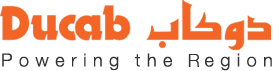 Ducab دوكاب
Powering the Region